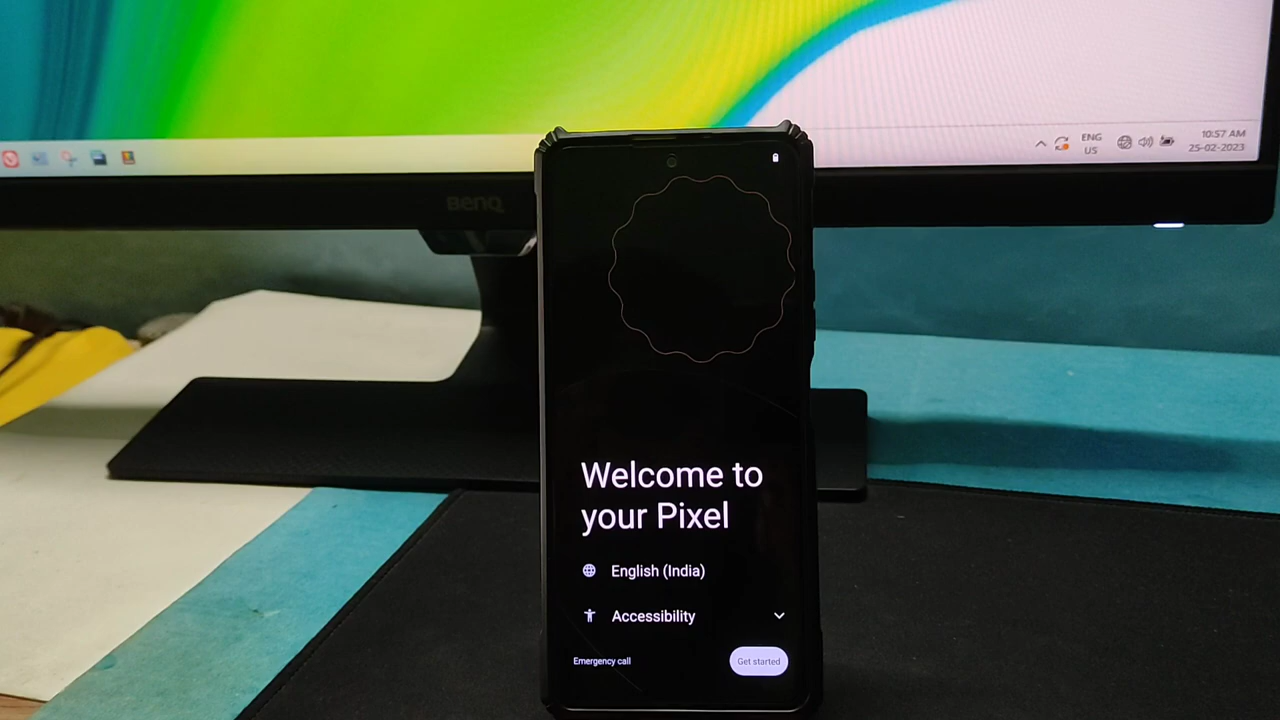 ENG
US
10:57 AM
25-02-2023
BenQ
Welcome to
your Pixel
English (India)
Accessibility
Emergency call
Get started